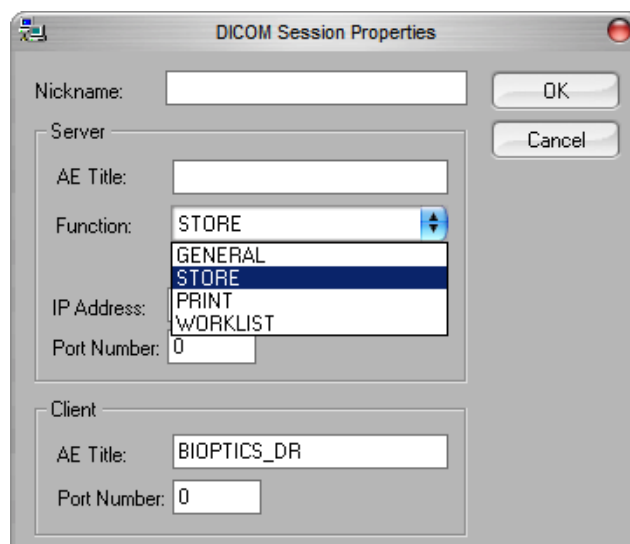 DICOM Session Properties
Nickname:
OK
Cancel
Server
AE Title:
Function:
STORE
GENERAL
STORE
PRINT
WORKLIST
IP Address:
Port Number:
0
Client
AE Title:
BIOPTICS_DR
Port Number:
0